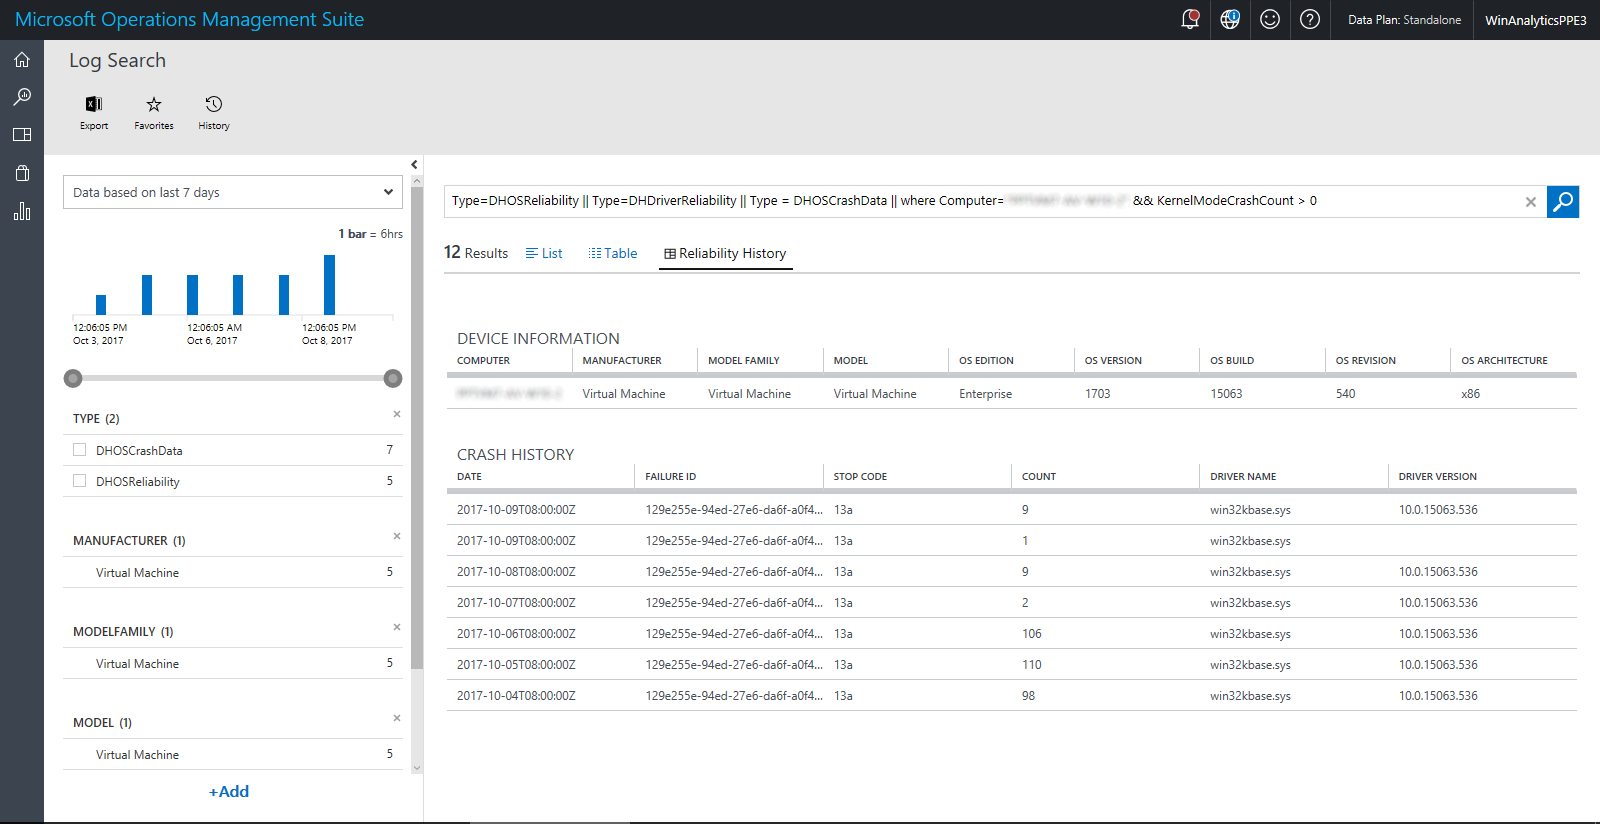 Microsoft Operations Management Suite
Data Plan: Standalone
WinAnalyticsPPE3
Log Search
Export
Favorites
History
Data based on last 7 days
1 bar = 6hrs
12:06:05 PM
Oct 3, 2017
12:06:05 AM
Oct 6, 2017
12:06:05 PM
Oct 8, 2017
TYPE (2)
DHOSCrashData 7
DHOSReliability 5
MANUFACTURER (1)
Virtual Machine 5
MODELFAMILY (1)
Virtual Machine 5
MODEL (1)
Virtual Machine 5
+Add
Type=DHOSReliability || Type=DHDriverReliability || Type = DHOSCrashData || where Computer= && KernelModeCrashCount > 0
12 Results List Table Reliability History
DEVICE INFORMATION
COMPUTER MANUFACTURER MODEL FAMILY MODEL OS EDITION OS VERSION OS BUILD OS REVISION OS ARCHITECTURE
Virtual Machine Virtual Machine Virtual Machine Enterprise 1703 15063 540 x86
CRASH HISTORY
DATE FAILURE ID STOP CODE COUNT DRIVER NAME DRIVER VERSION
2017-10-09T08:00:00Z 129e255e-94ed-27e6-da6f-a0f4... 13a 9 win32kbase.sys 10.0.15063.536
2017-10-09T08:00:00Z 129e255e-94ed-27e6-da6f-a0f4... 13a 1 win32kbase.sys
2017-10-08T08:00:00Z 129e255e-94ed-27e6-da6f-a0f4... 13a 9 win32kbase.sys 10.0.15063.536
2017-10-07T08:00:00Z 129e255e-94ed-27e6-da6f-a0f4... 13a 2 win32kbase.sys 10.0.15063.536
2017-10-06T08:00:00Z 129e255e-94ed-27e6-da6f-a0f4... 13a 106 win32kbase.sys 10.0.15063.536
2017-10-05T08:00:00Z 129e255e-94ed-27e6-da6f-a0f4... 13a 110 win32kbase.sys 10.0.15063.536
2017-10-04T08:00:00Z 129e255e-94ed-27e6-da6f-a0f4... 13a 98 win32kbase.sys 10.0.15063.536